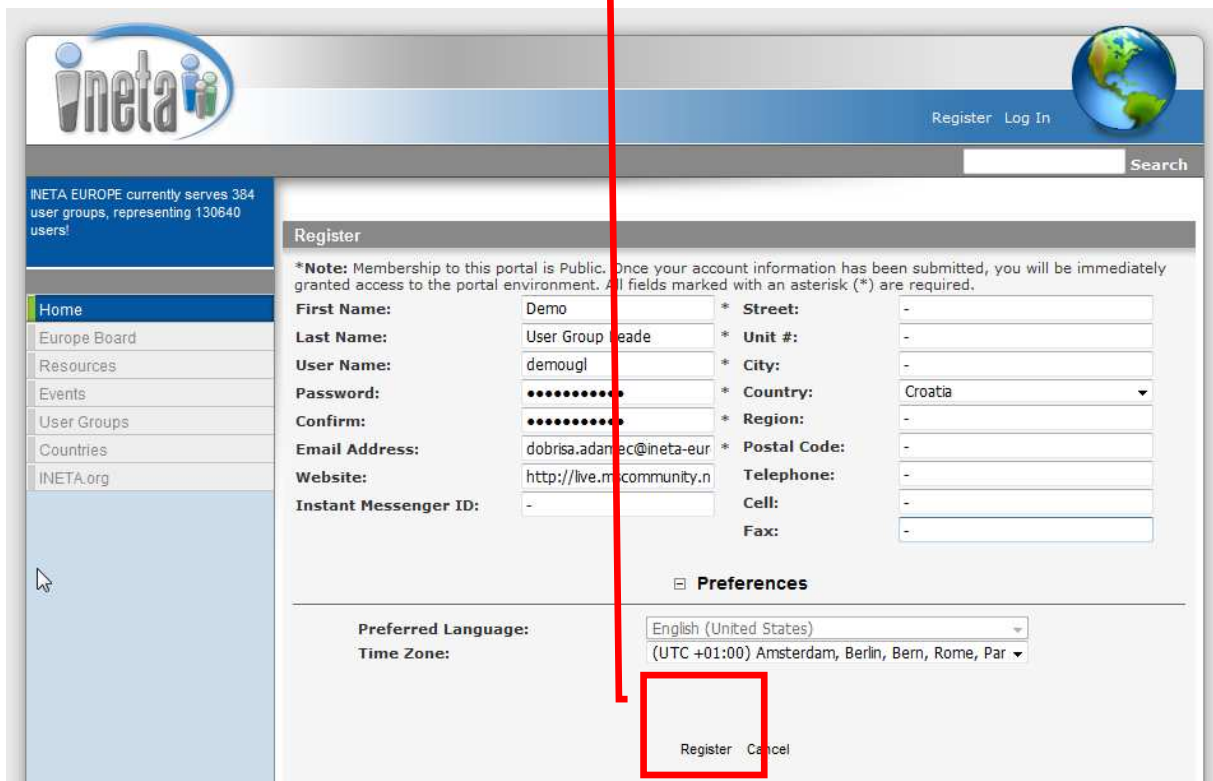 ineta
Register Log In
Search
INETA EUROPE currently serves 384
user groups, representing 130640
users!
Home
Europe Board
Resources
Events
User Groups
Countries
INETA.org
Register
*Note: Membership to this portal is Public. Once your account information has been submitted, you will be immediately
granted access to the portal environment. All fields marked with an asterisk (*) are required.
First Name: Demo * Street: -
Last Name: User Group Leade * Unit #: -
User Name: demougl * City: -
Password: ●●●●●●●●●●● * Country: Croatia
Confirm: ●●●●●●●●●●● * Region: -
Email Address: dobrisa.adamec@ineta-eur * Postal Code: -
Website: http://live.mscommunity.n Telephone: -
Instant Messenger ID: - Cell: -
Fax: -
Preferences
Preferred Language: English (United States)
Time Zone: (UTC +01:00) Amsterdam, Berlin, Bern, Rome, Par
Register Cancel